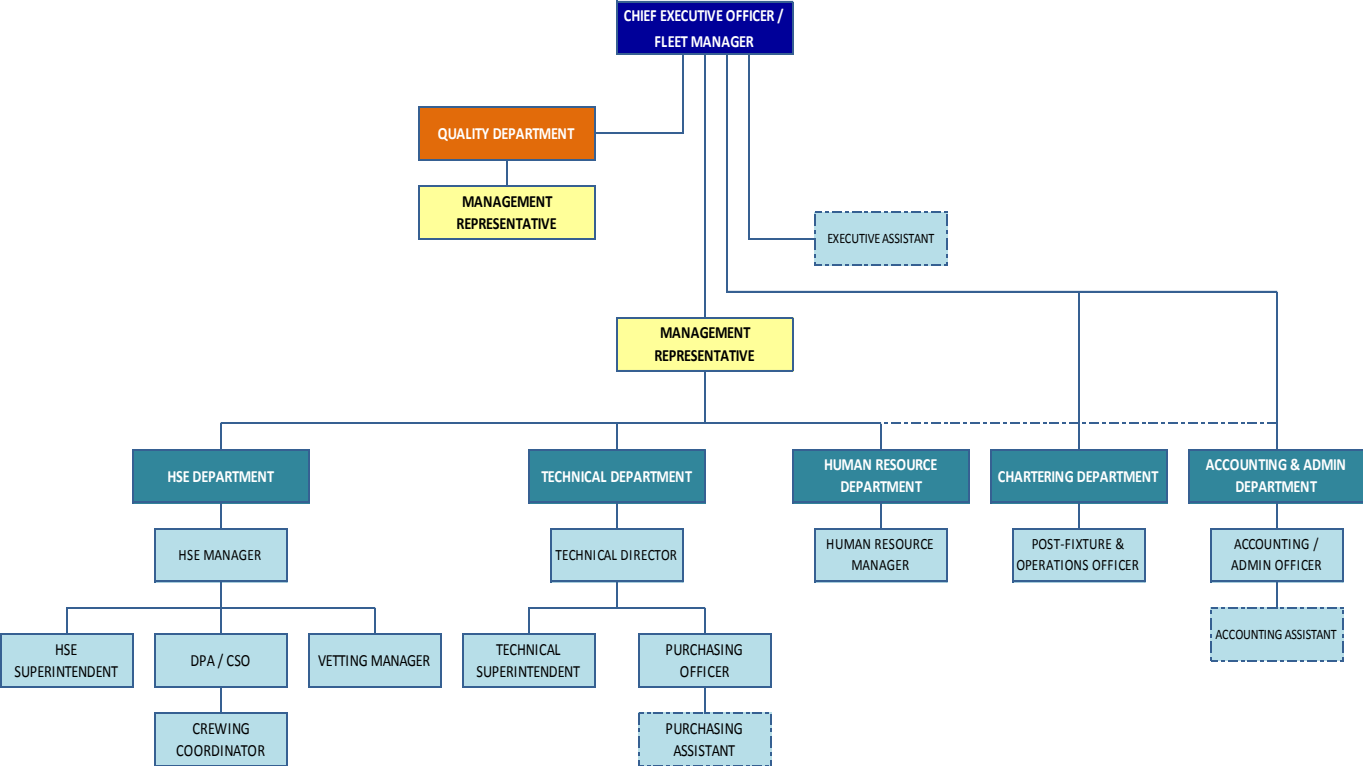 CHIEF EXECUTIVE OFFICER /
FLEET MANAGER
QUALITY DEPARTMENT
MANAGEMENT
REPRESENTATIVE
EXECUTIVE ASSISTANT
MANAGEMENT
REPRESENTATIVE
HSE DEPARTMENT
TECHNICAL DEPARTMENT
HUMAN RESOURCE
DEPARTMENT
CHARTERING DEPARTMENT
ACCOUNTING & ADMIN
DEPARTMENT
HSE MANAGER
TECHNICAL DIRECTOR
HUMAN RESOURCE
MANAGER
POST-FIXTURE &
OPERATIONS OFFICER
ACCOUNTING /
ADMIN OFFICER
HSE
SUPERINTENDENT
DPA / CSO
VETTING MANAGER
TECHNICAL
SUPERINTENDENT
PURCHASING
OFFICER
ACCOUNTING ASSISTANT
CREWING
COORDINATOR
PURCHASING
ASSISTANT